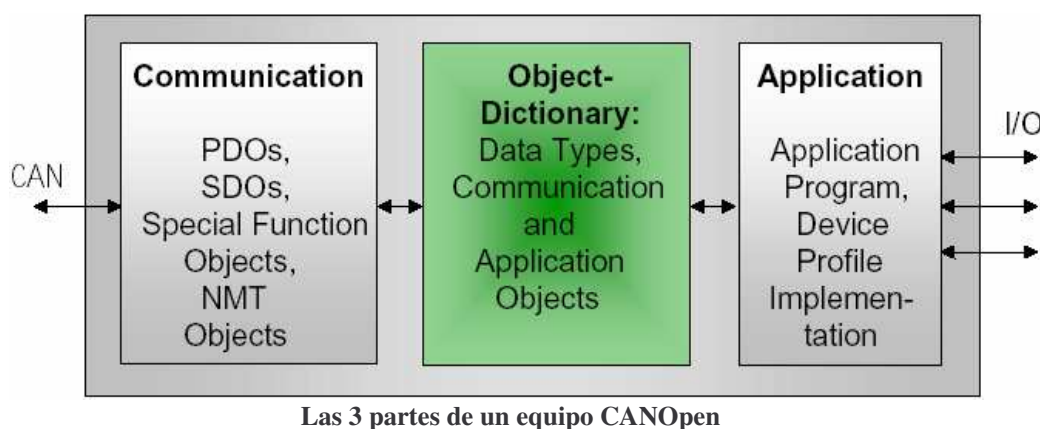 CAN
Communication
PDOs,
SDOs,
Special Function
Objects,
NMT
Objects
Object-
Dictionary:
Data Types,
Communication
and
Application
Objects
Application
Application
Program,
Device
Profile
Implemen-
tation
I/O
Las 3 partes de un equipo CANOpen